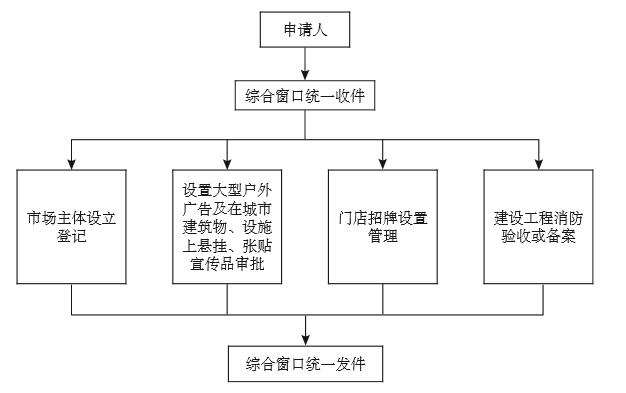 申请人
综合窗口统一收件
市场主体设立
登记
设置大型户外
广告及在城市
建筑物、设施
上悬挂、张贴
宣传品审批
门店招牌设置
管理
建设工程消防
验收或备案
综合窗口统一发件